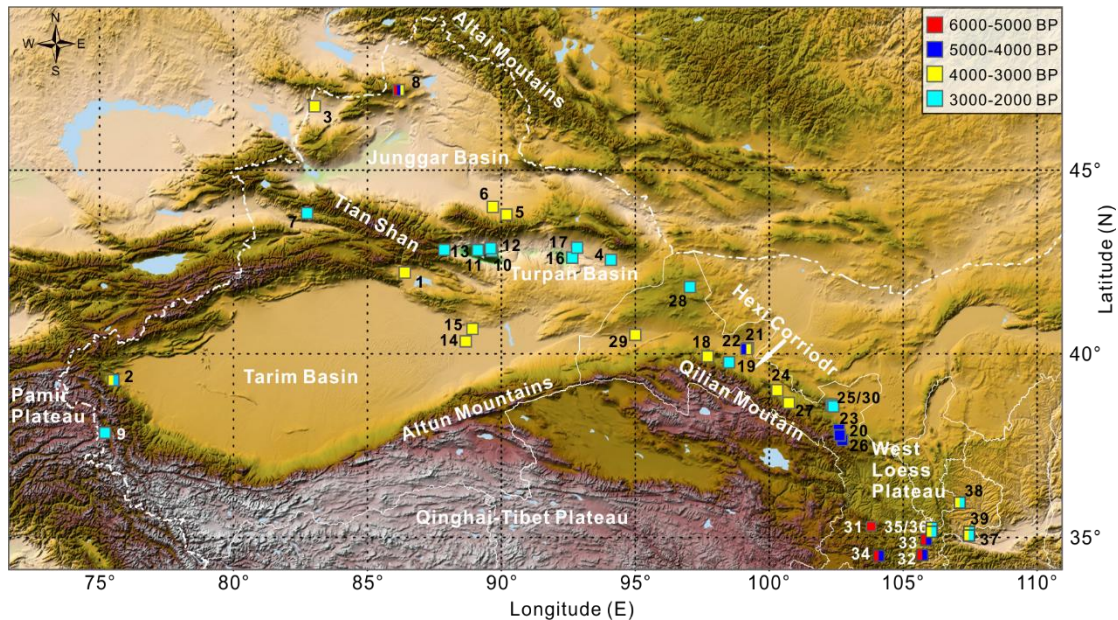 N
W E
S
Altai Moutains
6000-5000 BP
5000-4000 BP
4000-3000 BP
3000-2000 BP
8
3
Junggar Basin
45°
6
5
7
Tian Shan
13
12
17
11
10
16
4
Turpan Basin
1
28
Hexi Corriodr
15
14
29
18
22
21
19
40°
2
Tarim Basin
Pamir
Plateau
Altun Mountains
Qilian Moutain
24
27
25/30
9
23
20
26
West
Loess
Plateau
38
Qinghai-Tibet Plateau
31
35/36
39
33
37
34
32
35°
Latitude (N)
75° 80° 85° 90° 95° 100° 105° 110°
Longitude (E)